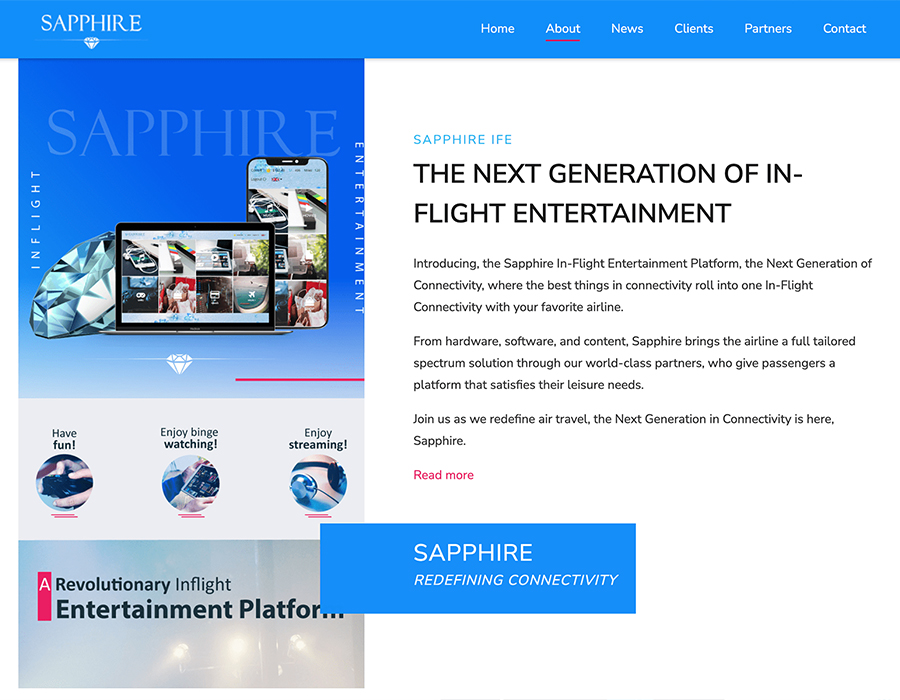 SAPPHIRE
Home About News Clients Partners Contact
SAPPHIRE
INFLIGHT
ENTERTAINMENT
Have
fun!
Enjoy binge
watching!
Enjoy
streaming!
A Revolutionary Inflight
Entertainment Platform
SAPPHIRE IFE
THE NEXT GENERATION OF IN-
FLIGHT ENTERTAINMENT
Introducing, the Sapphire In-Flight Entertainment Platform, the Next Generation of
Connectivity, where the best things in connectivity roll into one In-Flight
Connectivity with your favorite airline.
From hardware, software, and content, Sapphire brings the airline a full tailored
spectrum solution through our world-class partners, who give passengers a
platform that satisfies their leisure needs.
Join us as we redefine air travel, the Next Generation in Connectivity is here,
Sapphire.
Read more
SAPPHIRE
REDEFINING CONNECTIVITY